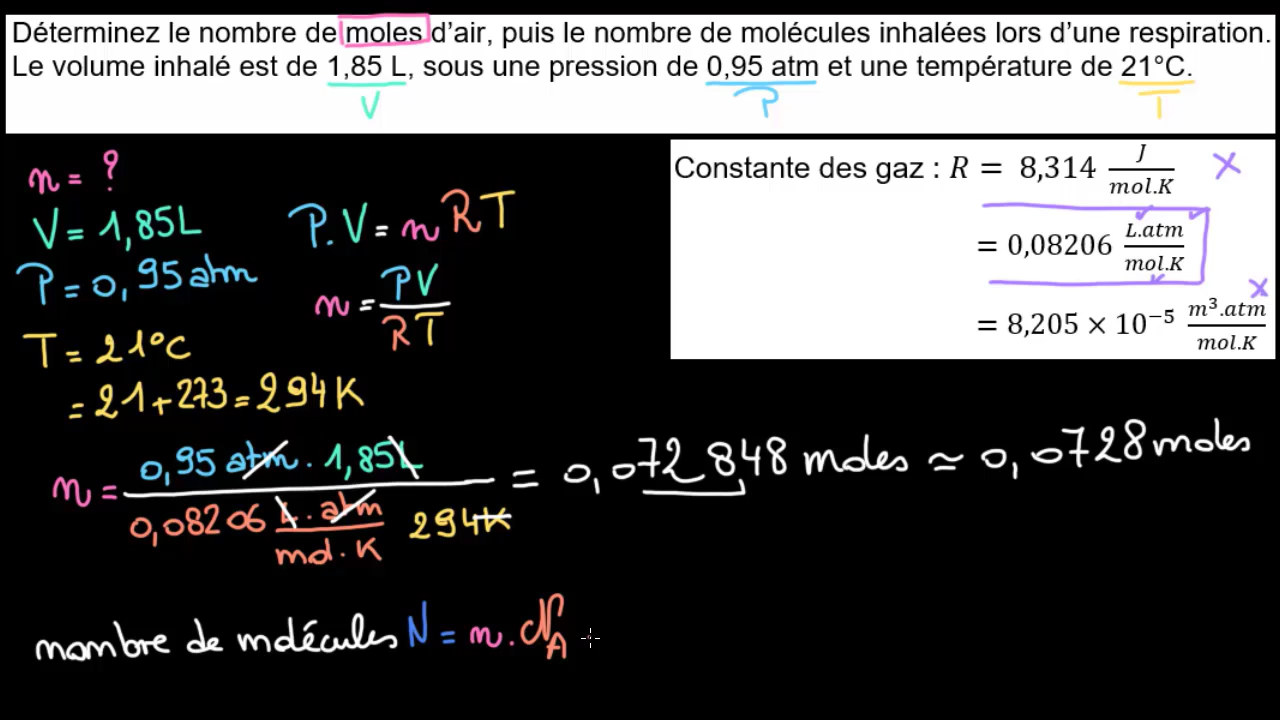 Déterminez le nombre de moles d'air, puis le nombre de molécules inhalées lors d'une respiration.
Le volume inhalé est de 1,85 L, sous une pression de 0,95 atm et une température de 21°C.
V P T
Constante des gaz : R = 8,314 J/mol.K
= 0,08206 L.atm/mol.K
= 8,205 × 10⁻⁵ m³.atm/mol.K
n = ?
V = 1,85L
P = 0,95 atm
T = 21°C
= 21 + 273 = 294 K
P.V = n RT
n = PV/RT
n = 0,95 atm . 1,85L / 0,08206 L.atm/mol.K 294K = 0,072848 moles ≃ 0,0728 moles
nombre de molécules N = n . N_A